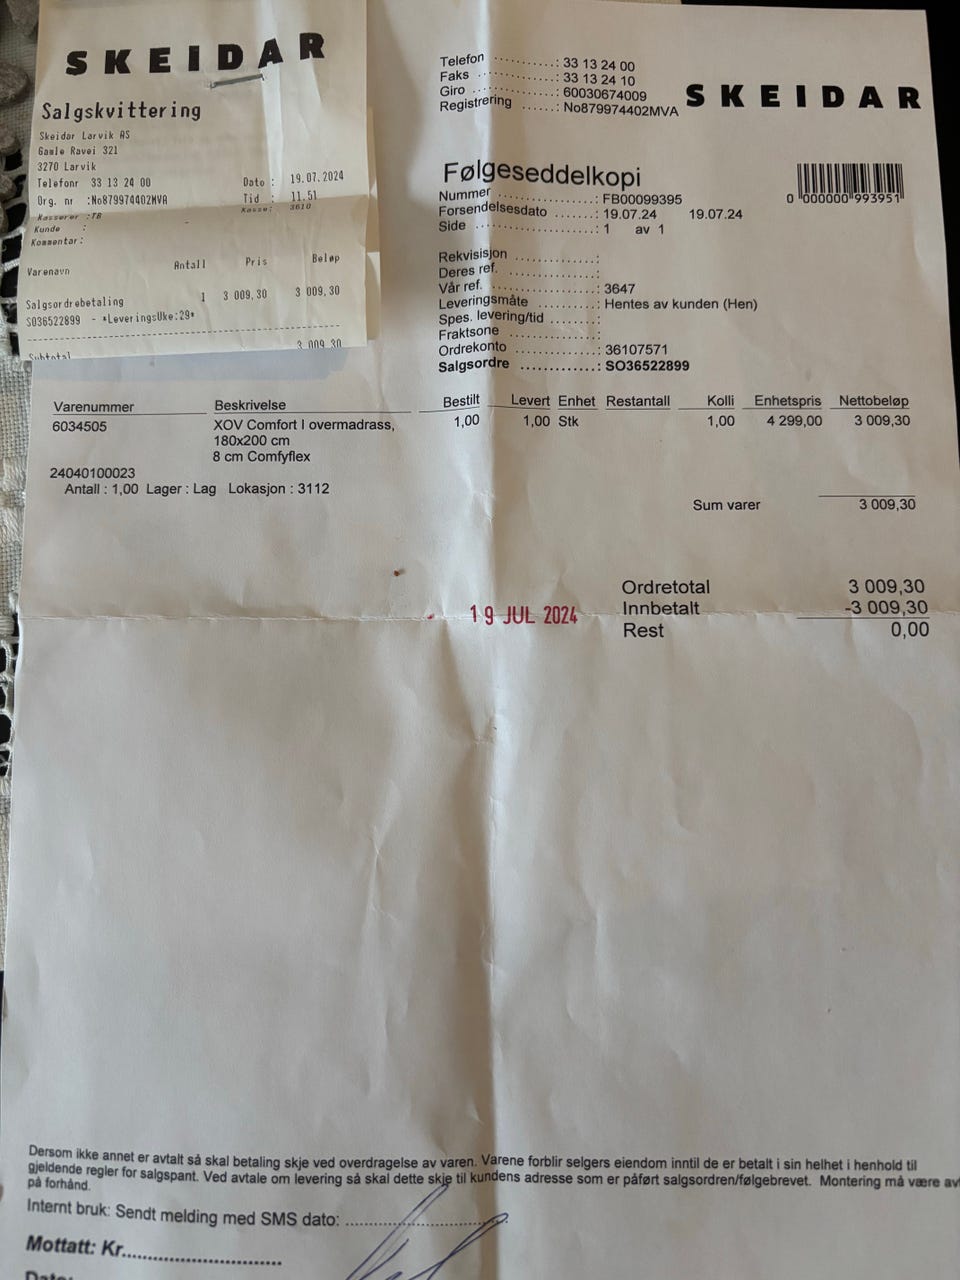 SKEIDAR
Salgskvittering
Skeidar Larvik AS
Gamle Ravei 321
3270 Larvik
Telefonr 33 13 24 00 Dato : 19.07.2024
Org. nr :No879974402MVA Tid : 11.51
Kasserer :TB Kasse: 3610
Kunde : -
Kommentar:
Varenavn Antall Pris Beløp
Salgsordrebetaling 1 3 009,30 3 009,30
SO36522899 - *LeveringsUke:29*
Subtotal 3 009,30
Telefon ..........: 33 13 24 00
Faks ..........: 33 13 24 10
Giro ..........: 60030674009
Registrering ......: No879974402MVA
SKEIDAR
Følgeseddelkopi
0 000000 993951
Nummer ..........: FB00099395
Forsendelsesdato ......: 19.07.24 19.07.24
Side ..........: 1 av 1
Rekvisisjon ..........:
Deres ref. ..........:
Vår ref. ..........: 3647
Leveringsmåte ..........: Hentes av kunden (Hen)
Spes. levering/tid .......:
Fraktsone ..........:
Ordrekonto ..........: 36107571
Salgsordre ..........: SO36522899
Varenummer Beskrivelse Bestilt Levert Enhet Restantall Kolli Enhetspris Nettobeløp
6034505 XOV Comfort I overmadrass, 1,00 1,00 Stk 1,00 4 299,00 3 009,30
180x200 cm
8 cm Comfyflex
24040100023
Antall : 1,00 Lager : Lag Lokasjon : 3112
Sum varer 3 009,30
Ordretotal 3 009,30
Innbetalt -3 009,30
Rest 0,00
19 JUL 2024
Dersom ikke annet er avtalt så skal betaling skje ved overdragelse av varen. Varene forblir selgers eiendom inntil de er betalt i sin helhet i henhold til
gjeldende regler for salgspant. Ved avtale om levering så skal dette skje til kundens adresse som er påført salgsordren/følgebrevet. Montering må være av
på forhånd.
Internt bruk: Sendt melding med SMS dato: ..........................
Mottatt: Kr..........................
Dato: